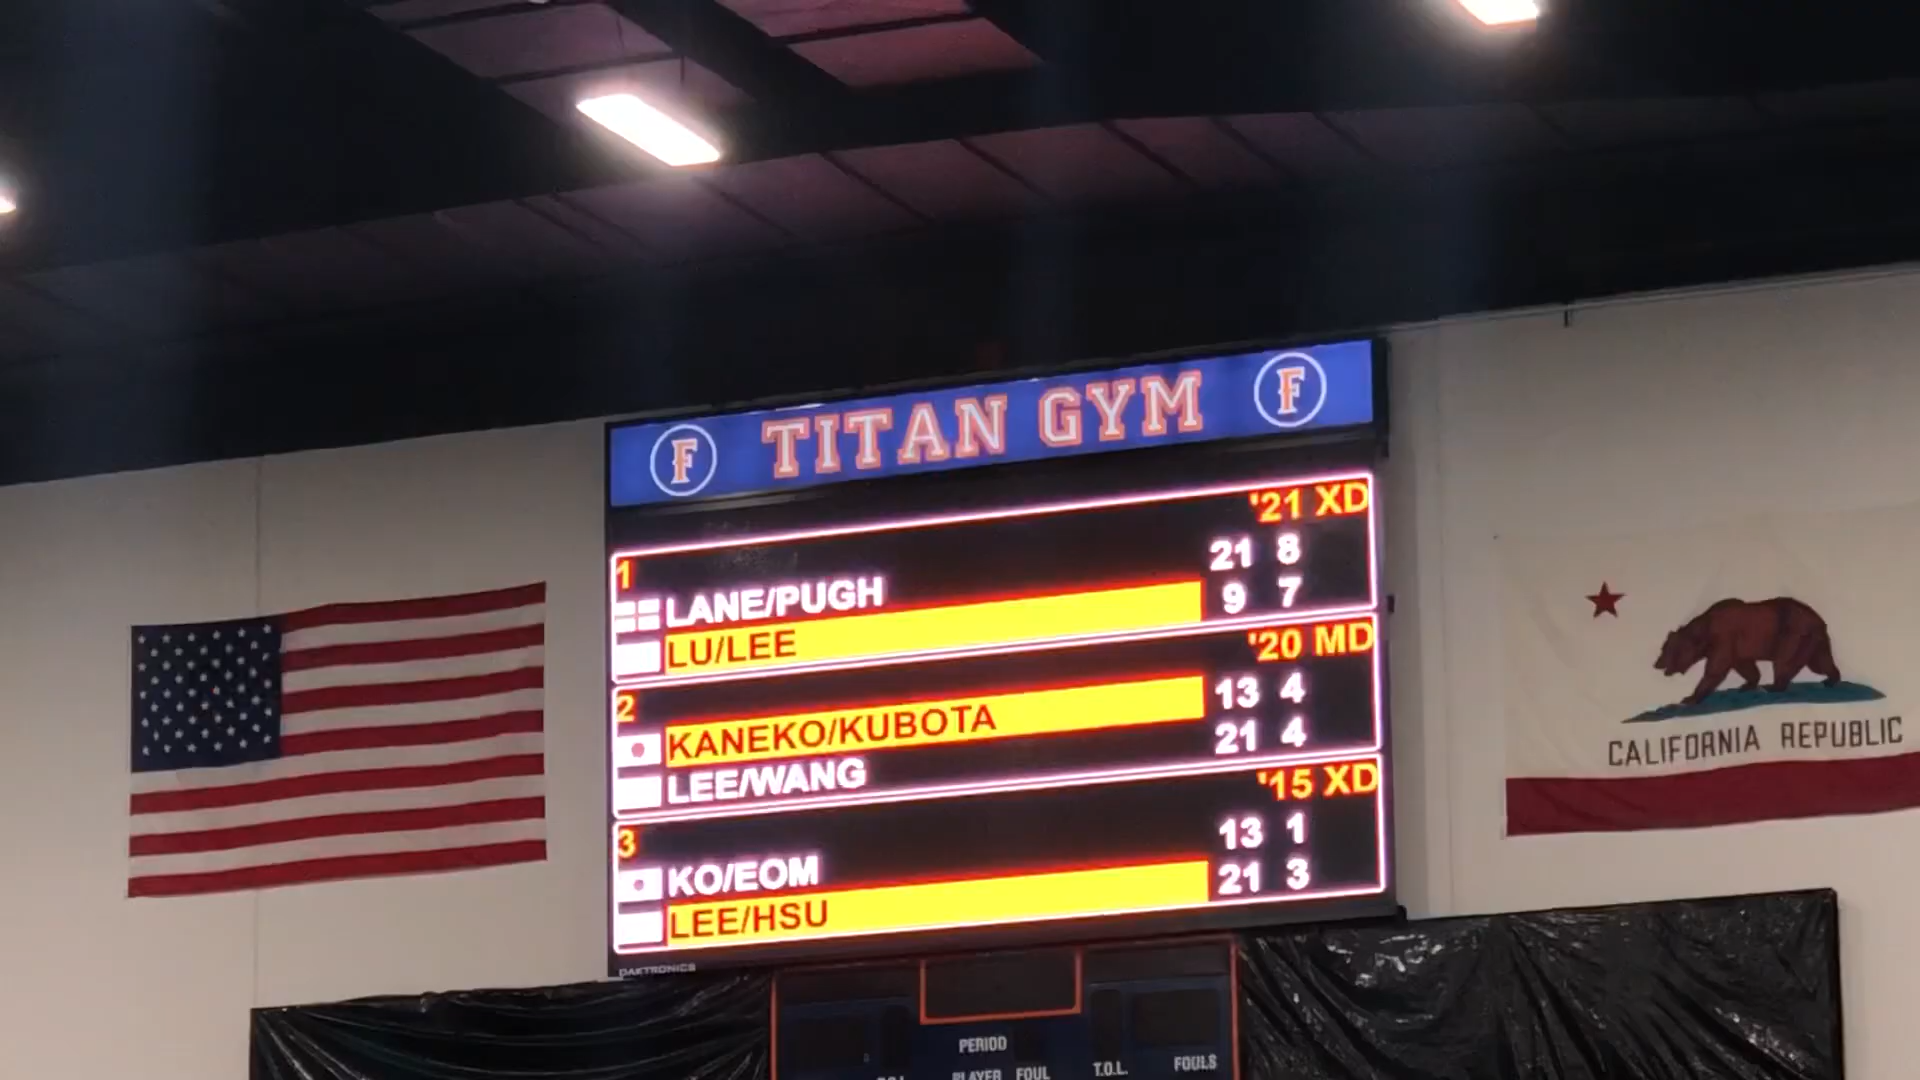 F TITAN GYM F
'21 XD
1
LANE/PUGH 21 8
LU/LEE 9 7
'20 MD
2
KANEKO/KUBOTA 13 4
LEE/WANG 21 4
'15 XD
3
KO/EOM 13 1
LEE/HSU 21 3
DAKTRONICS
CALIFORNIA REPUBLIC
PERIOD
PLAYER FOUL T.O.L. FOULS